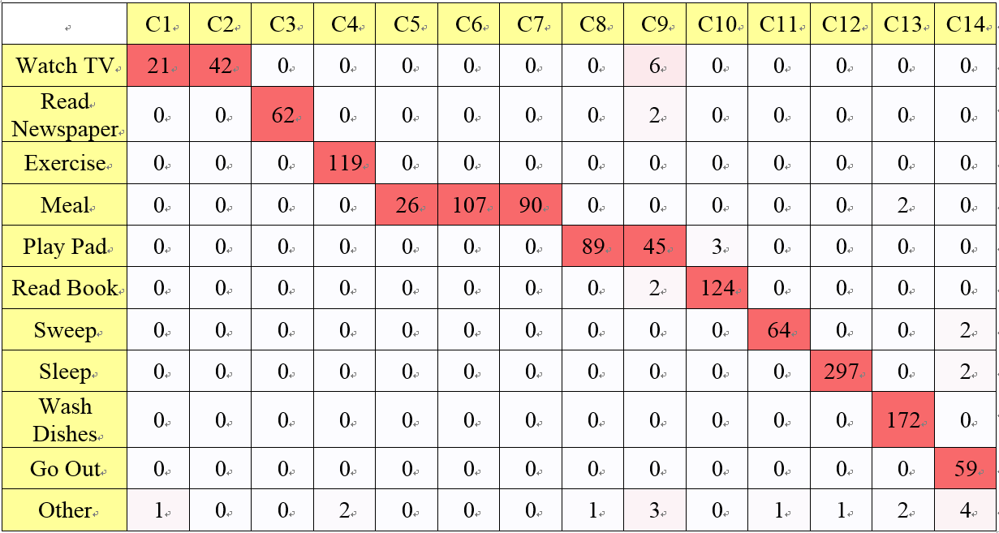 C1 C2 C3 C4 C5 C6 C7 C8 C9 C10 C11 C12 C13 C14
Watch TV 21 42 0 0 0 0 0 0 6 0 0 0 0 0
Read
Newspaper 0 0 62 0 0 0 0 0 2 0 0 0 0 0
Exercise 0 0 0 119 0 0 0 0 0 0 0 0 0 0
Meal 0 0 0 0 26 107 90 0 0 0 0 0 2 0
Play Pad 0 0 0 0 0 0 0 89 45 3 0 0 0 0
Read Book 0 0 0 0 0 0 0 0 2 124 0 0 0 0
Sweep 0 0 0 0 0 0 0 0 0 0 64 0 0 2
Sleep 0 0 0 0 0 0 0 0 0 0 0 297 0 2
Wash
Dishes 0 0 0 0 0 0 0 0 0 0 0 0 172 0
Go Out 0 0 0 0 0 0 0 0 0 0 0 0 0 59
Other 1 0 0 2 0 0 0 1 3 0 1 1 2 4